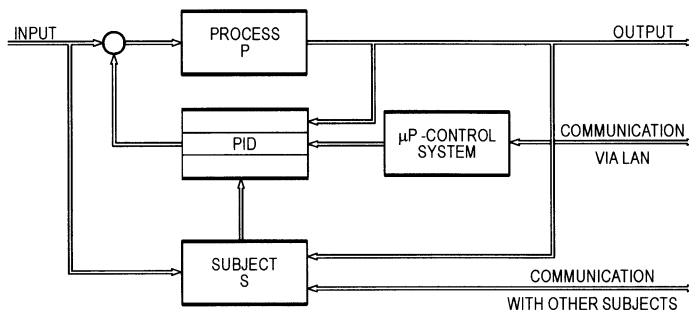 INPUT
PROCESS
P
OUTPUT
PID
μP-CONTROL
SYSTEM
COMMUNICATION
VIA LAN
SUBJECT
S
COMMUNICATION
WITH OTHER SUBJECTS